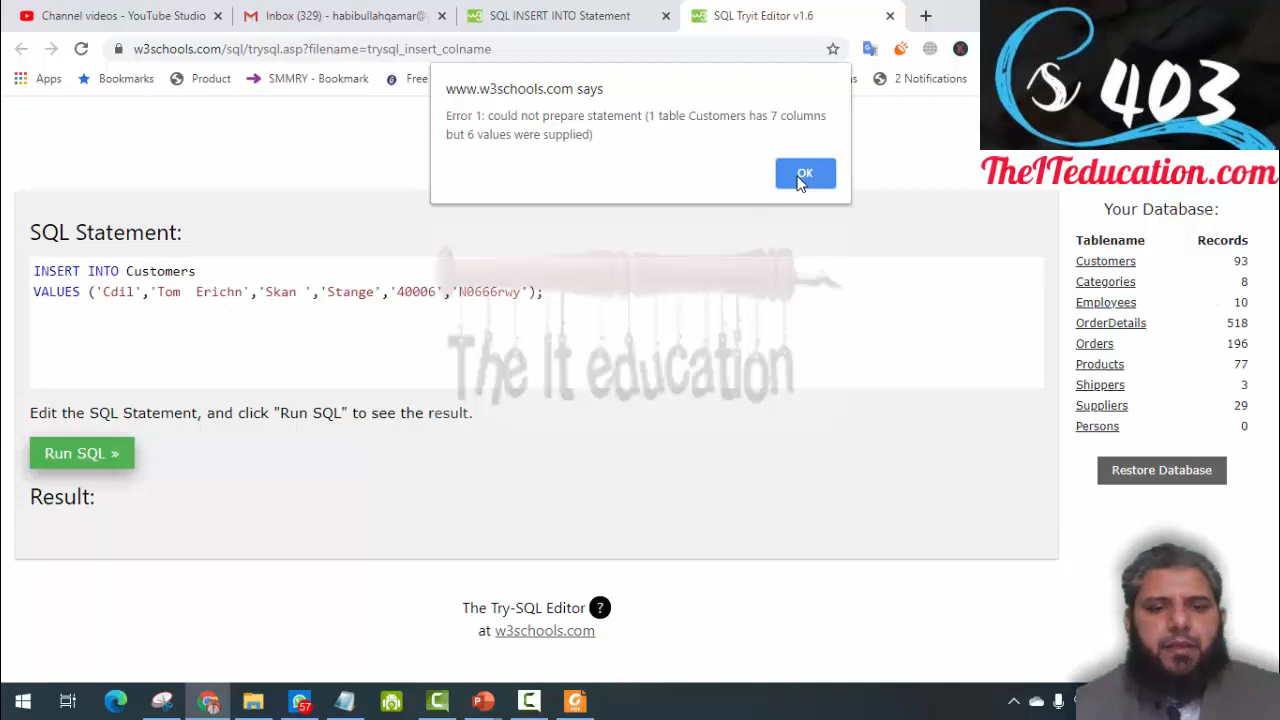 Channel videos - YouTube Studio
Inbox (329) - habibullahqamar@
SQL INSERT INTO Statement
SQL Tryit Editor v1.6
w3schools.com/sql/trysql.asp?filename=trysql_insert_colname
Apps
Bookmarks
Product
SMMRY - Bookmark
Free
2 Notifications
K
www.w3schools.com says
Error 1: could not prepare statement (1 table Customers has 7 columns
but 6 values were supplied)
OK
Cs 403
TheITeducation.com
SQL Statement:
INSERT INTO Customers
VALUES ('Cdil','Tom  Erichn','Skan ','Stange','40006','N0666rwy');
The It education
Edit the SQL Statement, and click "Run SQL" to see the result.
Run SQL »
Result:
The Try-SQL Editor ?
at w3schools.com
Your Database:
Tablename Records
Customers 93
Categories 8
Employees 10
OrderDetails 518
Orders 196
Products 77
Shippers 3
Suppliers 29
Persons 0
Restore Database
57